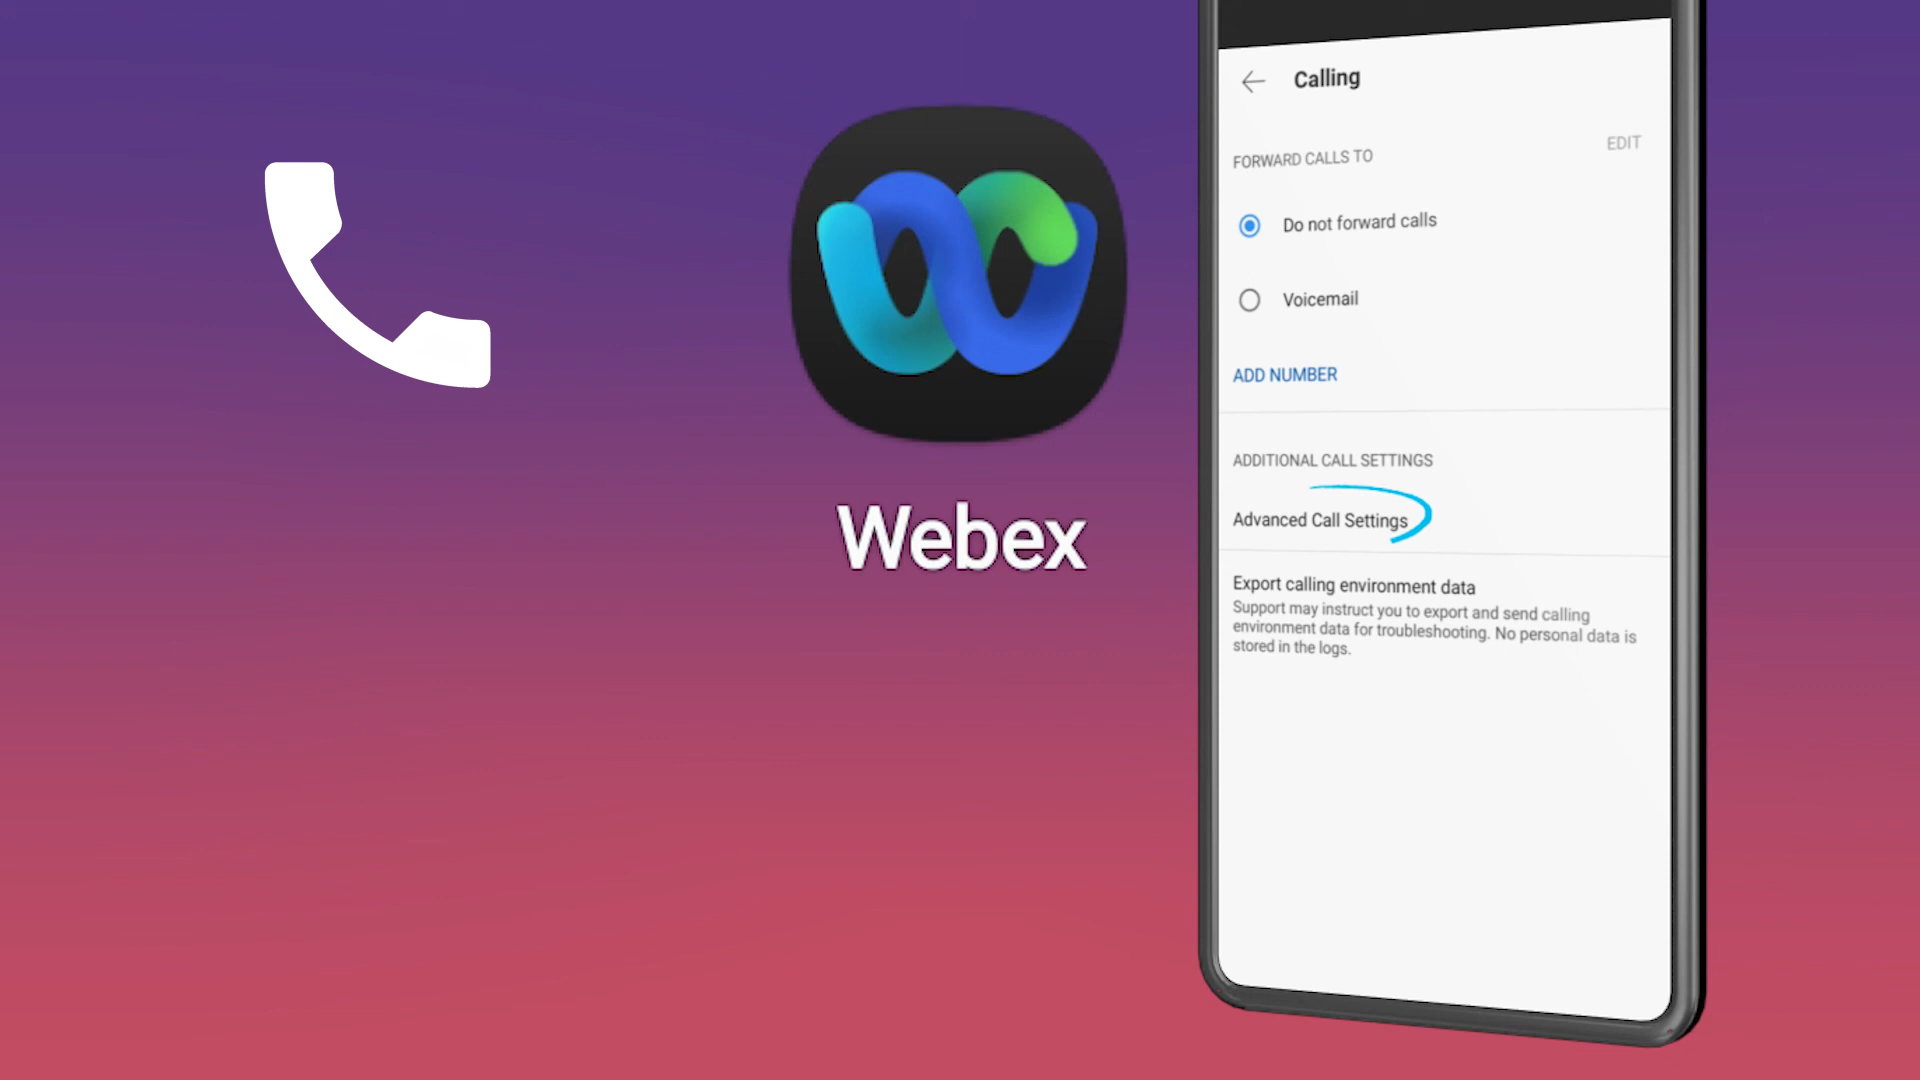 Webex
Calling
FORWARD CALLS TO
EDIT
Do not forward calls
Voicemail
ADD NUMBER
ADDITIONAL CALL SETTINGS
Advanced Call Settings
Export calling environment data
Support may instruct you to export and send calling
environment data for troubleshooting. No personal data is
stored in the logs.